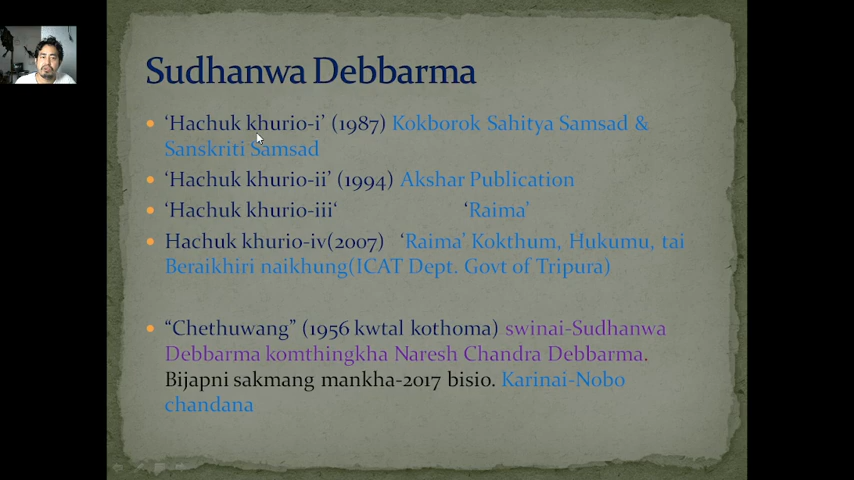 Sudhanwa Debbarma
‘Hachuk khurio-i’ (1987) Kokborok Sahitya Samsad &
Sanskriti Samsad
‘Hachuk khurio-ii’ (1994) Akshar Publication
‘Hachuk khurio-iii‘ ‘Raima’
Hachuk khurio-iv(2007) ‘Raima’ Kokthum, Hukumu, tai
Beraikhiri naikhung(ICAT Dept. Govt of Tripura)
“Chethuwang” (1956 kwtal kothoma) swinai-Sudhanwa
Debbarma komthingkha Naresh Chandra Debbarma.
Bijapni sakmang mankha-2017 bisio. Karinai-Nobo
chandana